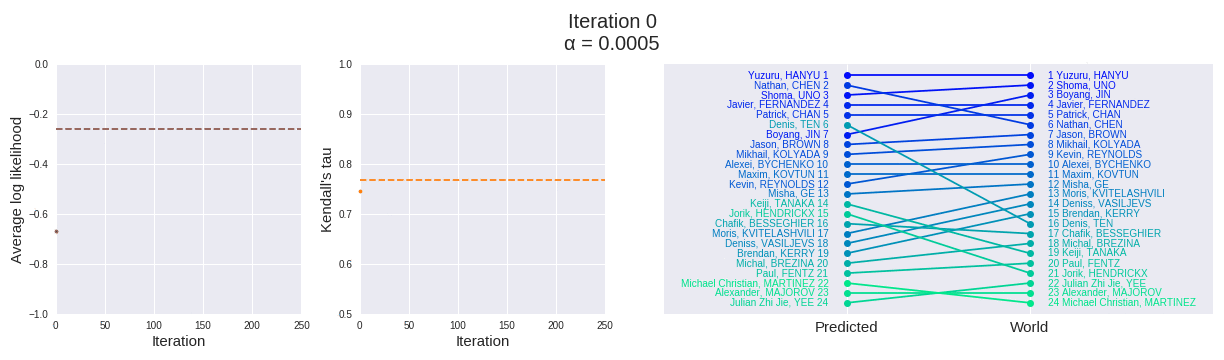 Iteration 0
α = 0.0005
0.0
−0.2
−0.4
−0.6
−0.8
−1.0
Average log likelihood
0 50 100 150 200 250
Iteration
1.0
0.9
0.8
0.7
0.6
0.5
Kendall's tau
0 50 100 150 200 250
Iteration
Yuzuru, HANYU 1
Nathan, CHEN 2
Shoma, UNO 3
Javier, FERNANDEZ 4
Patrick, CHAN 5
Denis, TEN 6
Boyang, JIN 7
Jason, BROWN 8
Mikhail, KOLYADA 9
Alexei, BYCHENKO 10
Maxim, KOVTUN 11
Kevin, REYNOLDS 12
Misha, GE 13
Keiji, TANAKA 14
Jorik, HENDRICKX 15
Chafik, BESSEGHIER 16
Moris, KVITELASHVILI 17
Deniss, VASILJEVS 18
Brendan, KERRY 19
Michal, BREZINA 20
Paul, FENTZ 21
Michael Christian, MARTINEZ 22
Alexander, MAJOROV 23
Julian Zhi Jie, YEE 24
1 Yuzuru, HANYU
2 Shoma, UNO
3 Boyang, JIN
4 Javier, FERNANDEZ
5 Patrick, CHAN
6 Nathan, CHEN
7 Jason, BROWN
8 Mikhail, KOLYADA
9 Kevin, REYNOLDS
10 Alexei, BYCHENKO
11 Maxim, KOVTUN
12 Misha, GE
13 Moris, KVITELASHVILI
14 Deniss, VASILJEVS
15 Brendan, KERRY
16 Denis, TEN
17 Chafik, BESSEGHIER
18 Michal, BREZINA
19 Keiji, TANAKA
20 Paul, FENTZ
21 Jorik, HENDRICKX
22 Julian Zhi Jie, YEE
23 Alexander, MAJOROV
24 Michael Christian, MARTINEZ
Predicted
World